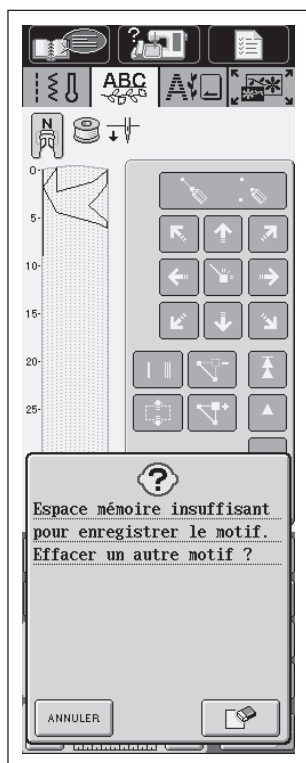 ABC
A
N
0-
5-
10-
15-
20-
25-
Espace mémoire insuffisant
pour enregistrer le motif.
Effacer un autre motif ?
ANNULER